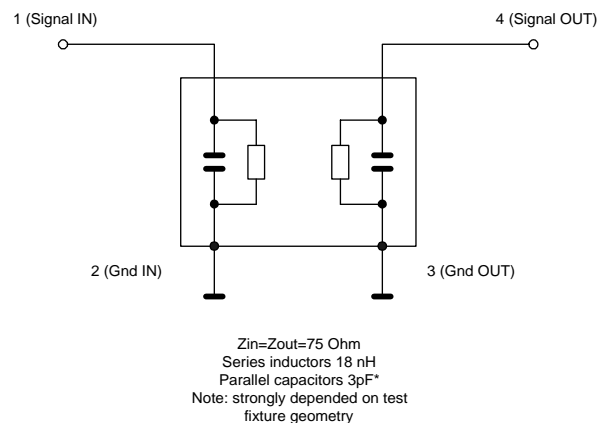 1 (Signal IN)
4 (Signal OUT)
2 (Gnd IN)
3 (Gnd OUT)
Zin=Zout=75 Ohm
Series inductors 18 nH
Parallel capacitors 3pF*
Note: strongly depended on test
fixture geometry